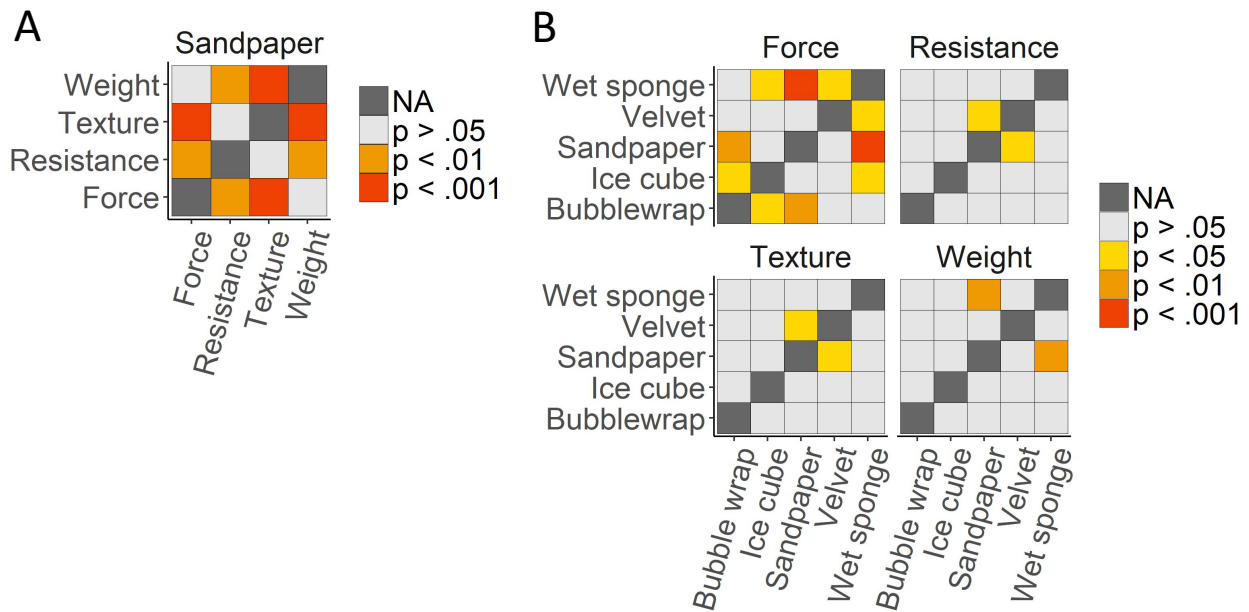 A
Sandpaper
Weight
Texture
Resistance
Force
Force
Resistance
Texture
Weight
NA
p > .05
p < .01
p < .001
B
Force
Resistance
Wet sponge
Velvet
Sandpaper
Ice cube
Bubblewrap
Texture
Weight
Wet sponge
Velvet
Sandpaper
Ice cube
Bubblewrap
Bubble wrap
Ice cube
Sandpaper
Velvet
Wet sponge
Bubble wrap
Ice cube
Sandpaper
Velvet
Wet sponge
NA
p > .05
p < .05
p < .01
p < .001